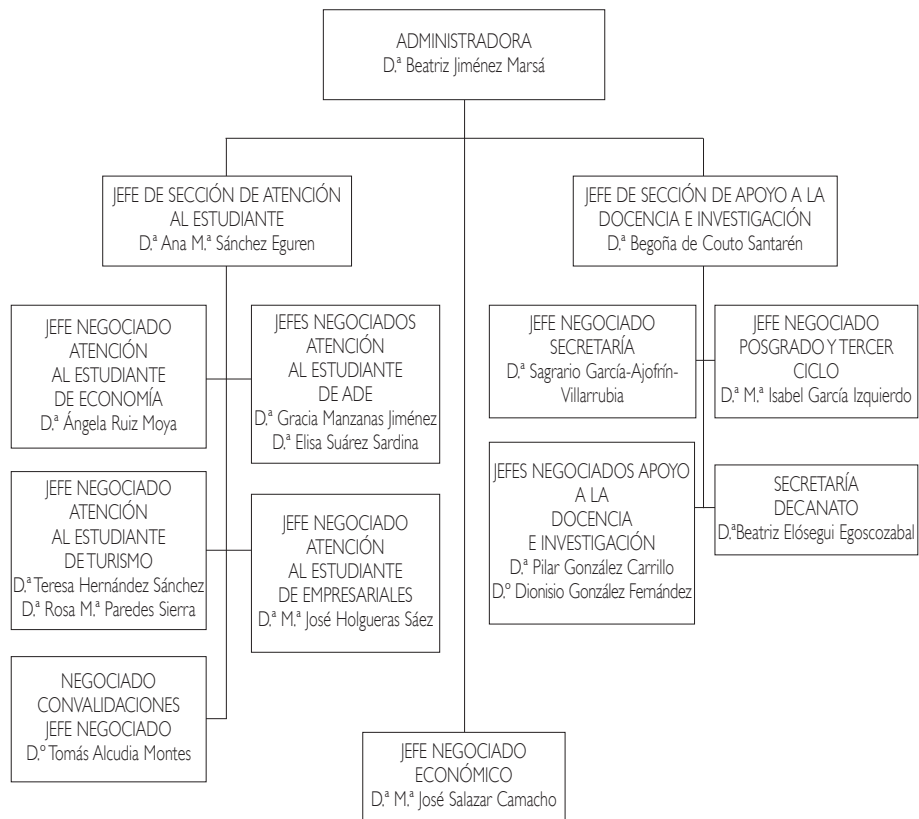 ADMINISTRADORA
D.ª Beatriz Jiménez Marsá
JEFE DE SECCIÓN DE ATENCIÓN
AL ESTUDIANTE
D.ª Ana M.ª Sánchez Eguren
JEFE DE SECCIÓN DE APOYO A LA
DOCENCIA E INVESTIGACIÓN
D.ª Begoña de Couto Santarén
JEFE NEGOCIADO
ATENCIÓN
AL ESTUDIANTE
DE ECONOMÍA
D.ª Ángela Ruiz Moya
JEFES NEGOCIADOS
ATENCIÓN
AL ESTUDIANTE
DE ADE
D.ª Gracia Manzanas Jiménez
D.ª Elisa Suárez Sardina
JEFE NEGOCIADO
SECRETARÍA
D.ª Sagrario García-Ajofrín-
Villarrubia
JEFE NEGOCIADO
POSGRADO Y TERCER
CICLO
D.ª M.ª Isabel García Izquierdo
JEFE NEGOCIADO
ATENCIÓN
AL ESTUDIANTE
DE TURISMO
D.ª Teresa Hernández Sánchez
D.ª Rosa M.ª Paredes Sierra
JEFE NEGOCIADO
ATENCIÓN
AL ESTUDIANTE
DE EMPRESARIALES
D.ª M.ª José Holgueras Sáez
JEFES NEGOCIADOS APOYO
A LA
DOCENCIA
E INVESTIGACIÓN
D.ª Pilar González Carrillo
D.º Dionisio González Fernández
SECRETARÍA
DECANATO
D.ª Beatriz Elósegui Egoscozabal
NEGOCIADO
CONVALIDACIONES
JEFE NEGOCIADO
D.º Tomás Alcudia Montes
JEFE NEGOCIADO
ECONÓMICO
D.ª M.ª José Salazar Camacho